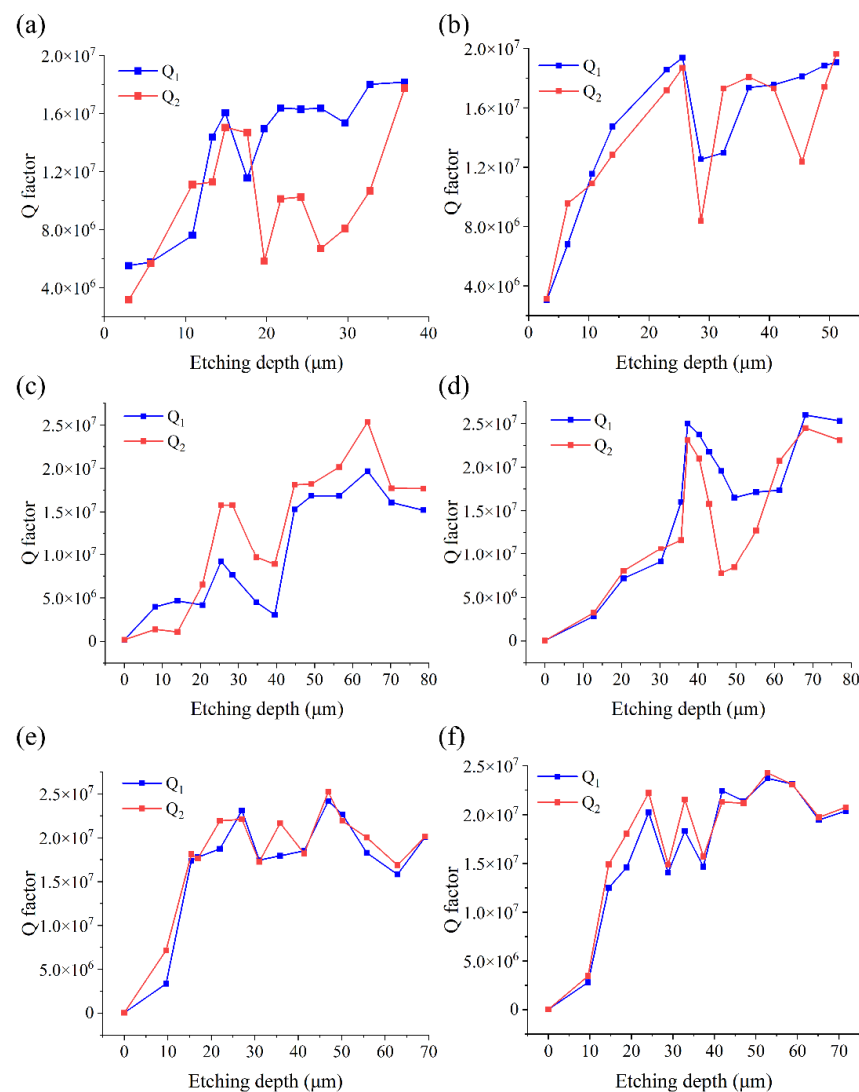 (a)
Q₁
Q₂
2.0×10⁷
1.6×10⁷
1.2×10⁷
8.0×10⁶
4.0×10⁶
Q factor
0 10 20 30 40
Etching depth (μm)
(b)
Q₁
Q₂
2.0×10⁷
1.6×10⁷
1.2×10⁷
8.0×10⁶
4.0×10⁶
Q factor
0 10 20 30 40 50
Etching depth (μm)
(c)
Q₁
Q₂
2.5×10⁷
2.0×10⁷
1.5×10⁷
1.0×10⁷
5.0×10⁶
0
Q factor
0 10 20 30 40 50 60 70 80
Etching depth (μm)
(d)
Q₁
Q₂
2.5×10⁷
2.0×10⁷
1.5×10⁷
1.0×10⁷
5.0×10⁶
0
Q factor
0 10 20 30 40 50 60 70 80
Etching depth (μm)
(e)
Q₁
Q₂
2.5×10⁷
2.0×10⁷
1.5×10⁷
1.0×10⁷
5.0×10⁶
0
Q factor
0 10 20 30 40 50 60 70
Etching depth (μm)
(f)
Q₁
Q₂
2.5×10⁷
2.0×10⁷
1.5×10⁷
1.0×10⁷
5.0×10⁶
0
Q factor
0 10 20 30 40 50 60 70
Etching depth (μm)